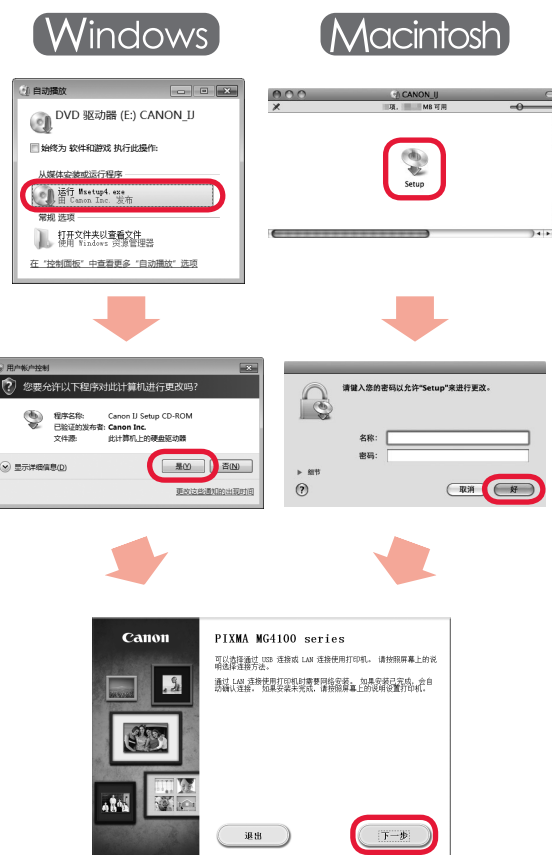 Windows
Macintosh
自动播放
DVD 驱动器 (E:) CANON_IJ
始终为 软件和游戏 执行此操作:
从媒体安装或运行程序
运行 Msetup4.exe
由 Canon Inc. 发布
常规 选项
打开文件夹以查看文件
使用 Windows 资源管理器
在“控制面板”中查看更多“自动播放”选项
CANON_IJ
项, MB 可用
Setup
用户帐户控制
您要允许以下程序对此计算机进行更改吗?
程序名称: Canon IJ Setup CD-ROM
已验证的发布者: Canon Inc.
文件源: 此计算机上的硬盘驱动器
显示详细信息(D)
是(Y)
否(N)
更改这些通知的出现时间
请键入您的密码以允许“Setup”来进行更改。
名称:
密码:
细节
?
取消
好
Canon
PIXMA MG4100 series
可以选择通过 USB 连接或 LAN 连接使用打印机。 请按照屏幕上的说
明选择连接方法。
通过 LAN 连接使用打印机时需要网络安装。 如果安装已完成, 会自
动确认连接。 如果安装未完成, 请按照屏幕上的说明设置打印机。
退出
下一步